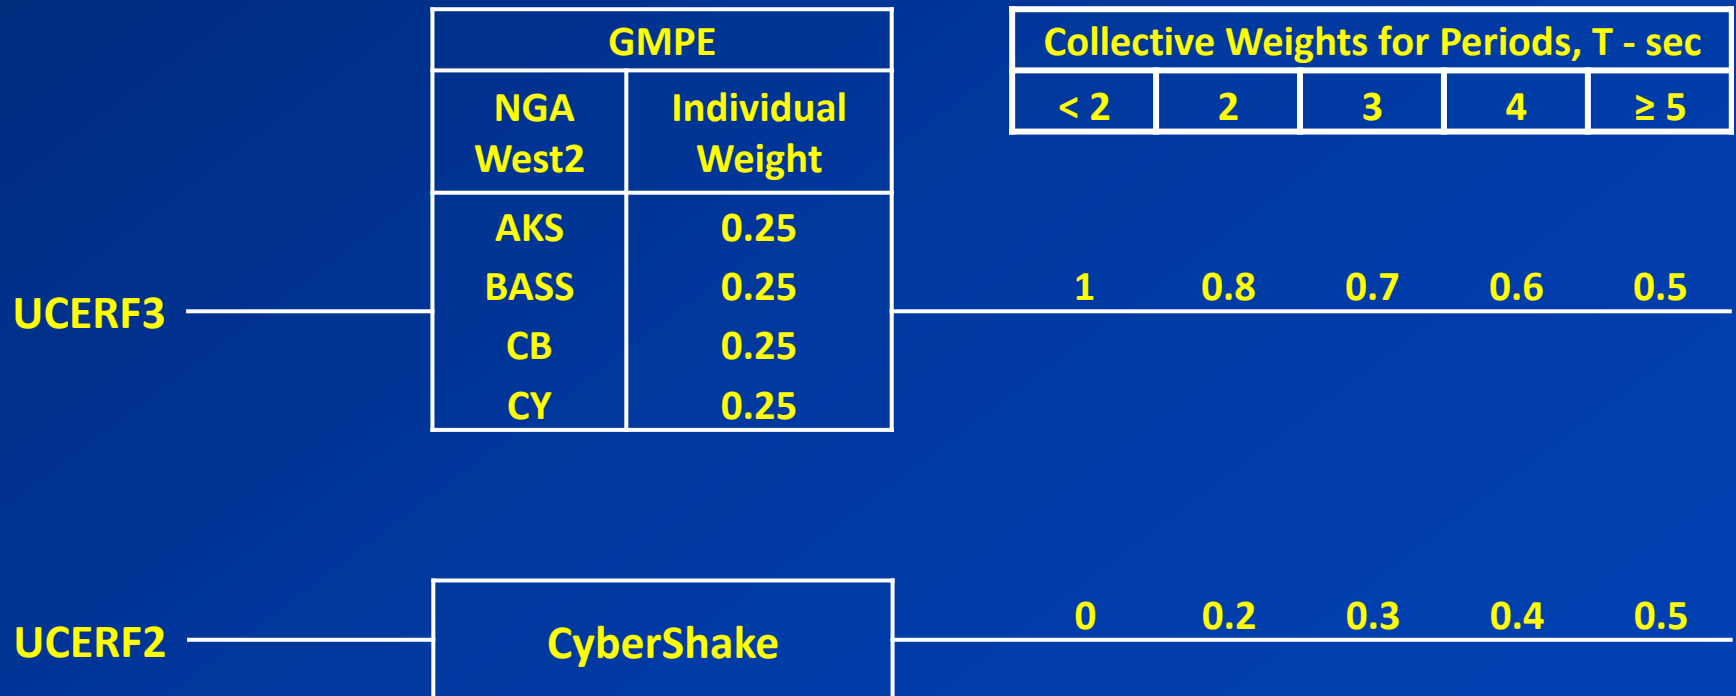 GMPE
Collective Weights for Periods, T - sec
NGA West2
Individual Weight
< 2 2 3 4 ≥ 5
AKS 0.25
BASS 0.25
CB 0.25
CY 0.25
UCERF3
1 0.8 0.7 0.6 0.5
UCERF2
CyberShake
0 0.2 0.3 0.4 0.5